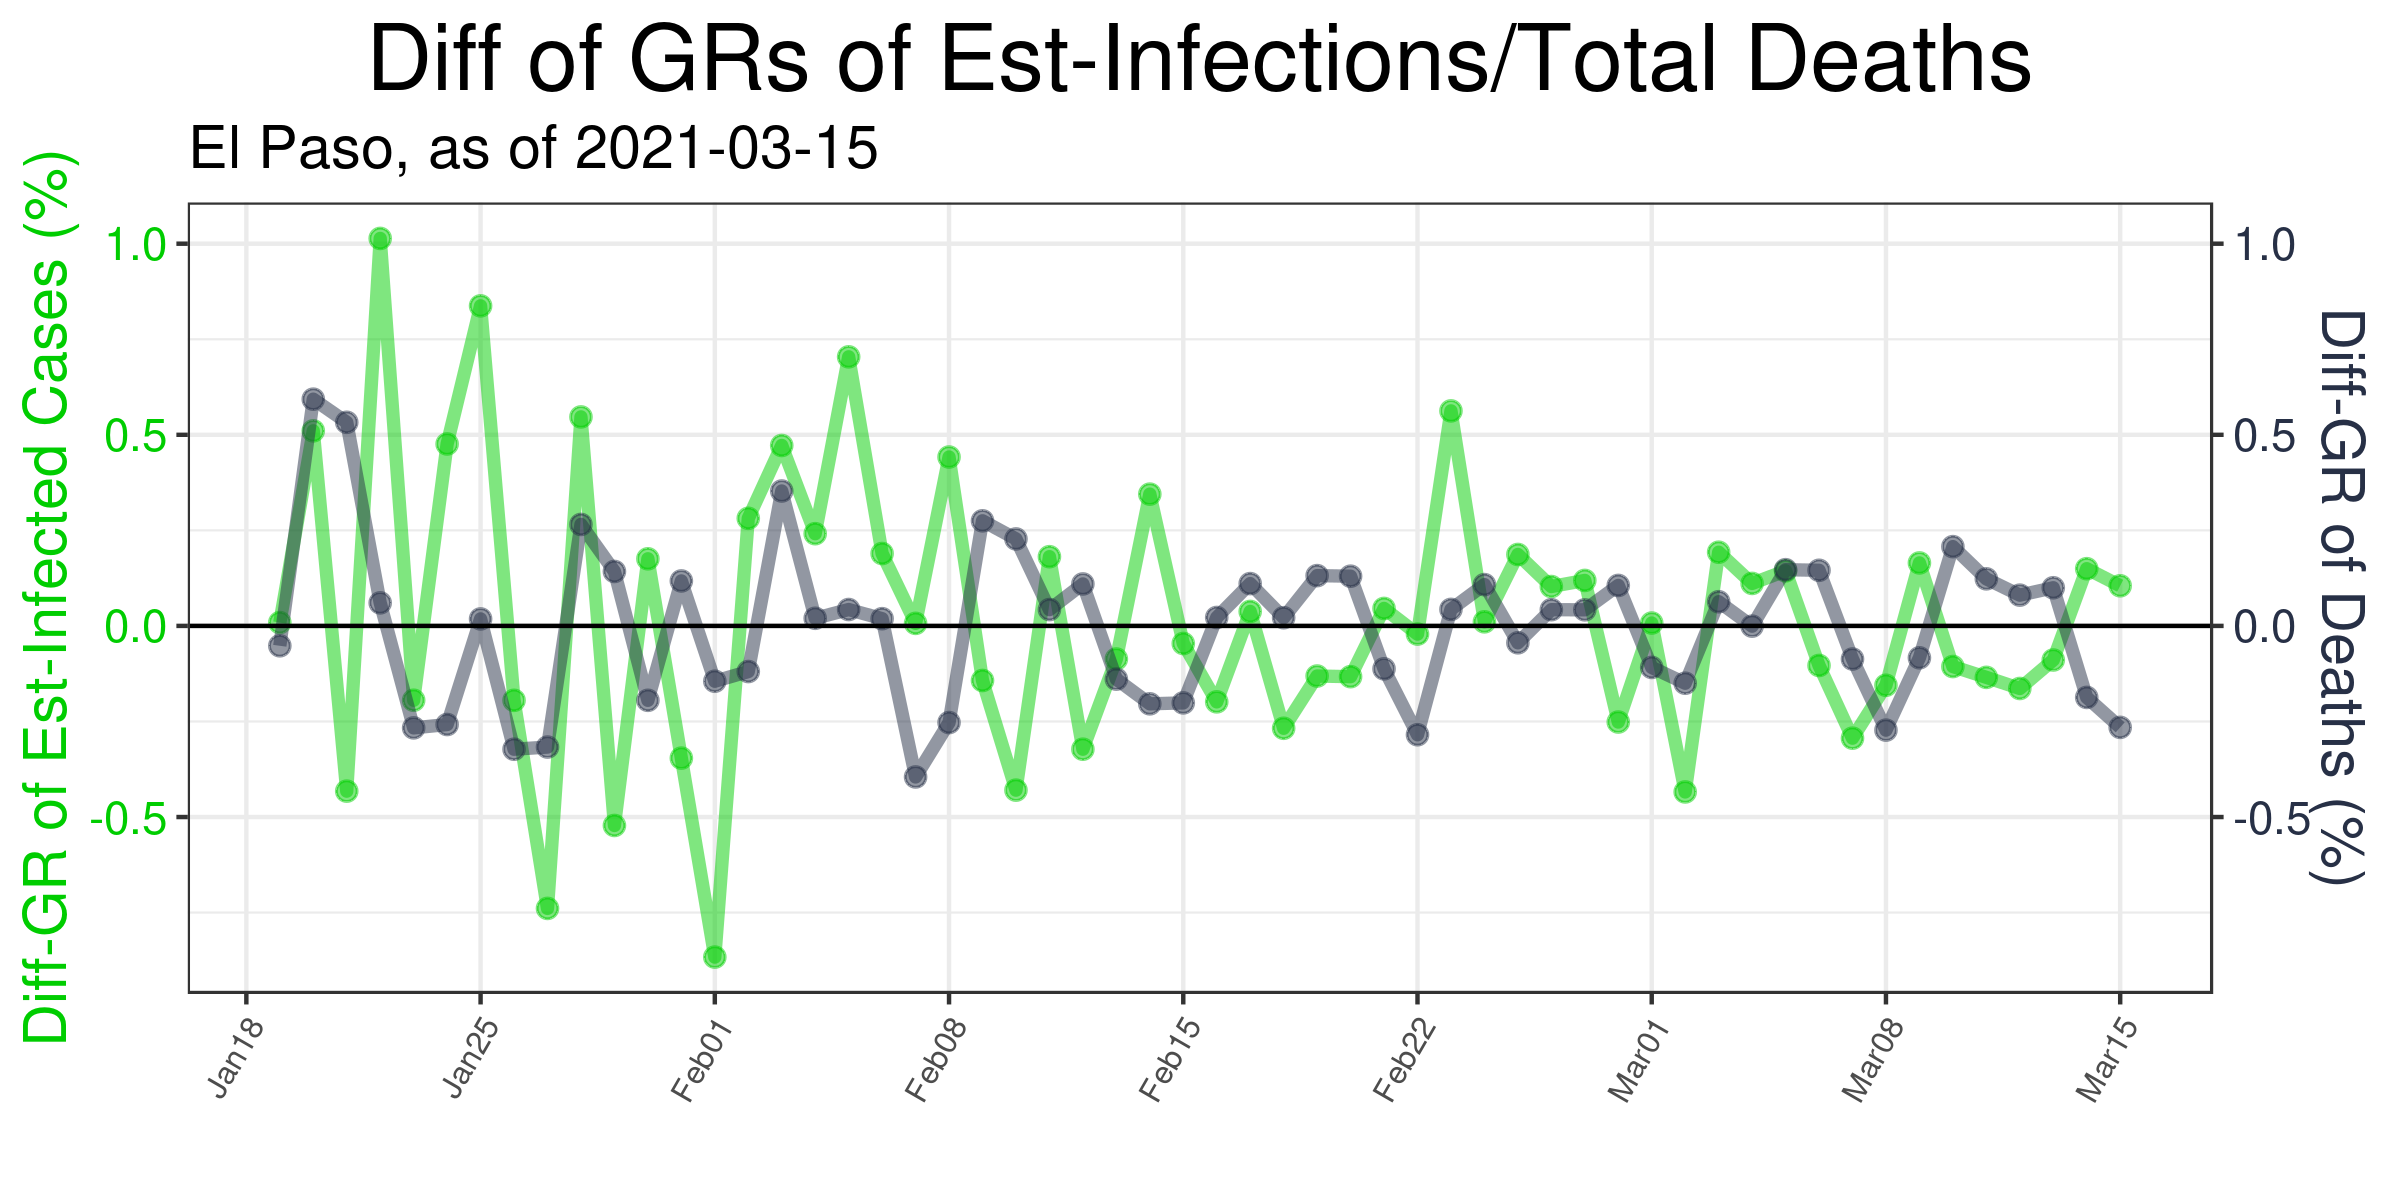 Diff of GRs of Est-Infections/Total Deaths
El Paso, as of 2021-03-15
Diff-GR of Est-Infected Cases (%)
1.0
0.5
0.0
-0.5
1.0
0.5
0.0
-0.5
Diff-GR of Deaths (%)
Jan18
Jan25
Feb01
Feb08
Feb15
Feb22
Mar01
Mar08
Mar15